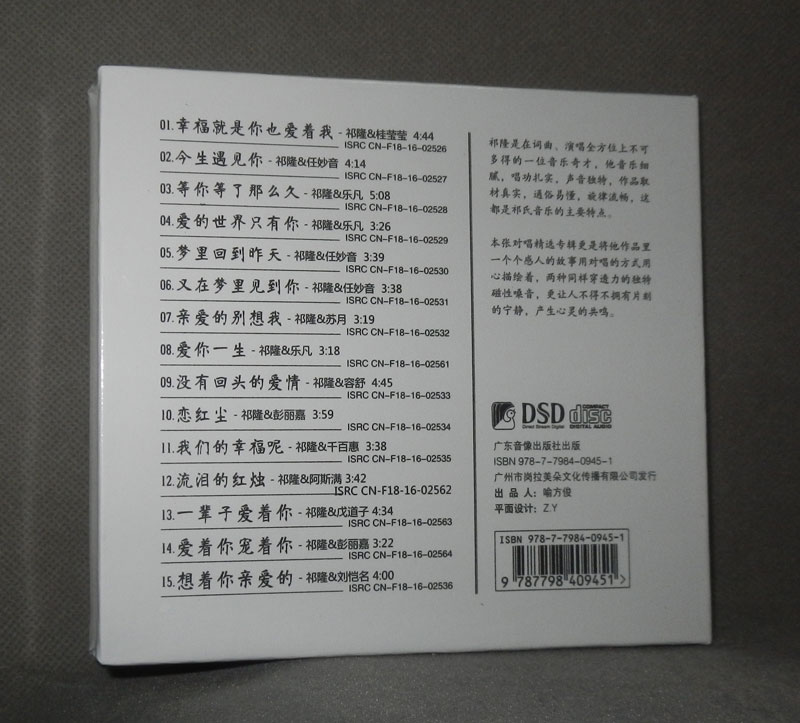 01.幸福就是你也爱着我 - 祁隆&桂莹莹 4:44
ISRC CN-F18-16-02526
02.今生遇见你 - 祁隆&任妙音 4:14
ISRC CN-F18-16-02527
03.等你等了那么久 - 祁隆&乐凡 5:08
ISRC CN-F18-16-02528
04.爱的世界只有你 - 祁隆&乐凡 3:26
ISRC CN-F18-16-02529
05.梦里回到昨天 - 祁隆&任妙音 3:39
ISRC CN-F18-16-02530
06.又在梦里见到你 - 祁隆&任妙音 3:38
ISRC CN-F18-16-02531
07.亲爱的别想我 - 祁隆&苏月 3:19
ISRC CN-F18-16-02532
08.爱你一生 - 祁隆&乐凡 3:18
ISRC CN-F18-16-02561
09.没有回头的爱情 - 祁隆&容舒 4:45
ISRC CN-F18-16-02533
10.恋红尘 - 祁隆&彭丽嘉 3:59
ISRC CN-F18-16-02534
11.我们的幸福呢 - 祁隆&千百惠 3:38
ISRC CN-F18-16-02535
12.流泪的红烛 - 祁隆&阿斯满 3:42
ISRC CN-F18-16-02562
13.一辈子爱着你 - 祁隆&戊道子 4:34
ISRC CN-F18-16-02563
14.爱着你宠着你 - 祁隆&彭丽嘉 3:22
ISRC CN-F18-16-02564
15.想着你亲爱的 - 祁隆&刘恺名 4:00
ISRC CN-F18-16-02536
祁隆是在词曲、演唱全方位上不可
多得的一位音乐奇才，他音乐细
腻，唱功扎实，声音独特，作品取
材真实，通俗易懂，旋律流畅，这
都是祁氏音乐的主要特点。
本张对唱精选专辑更是将他作品里
一个个感人的故事用对唱的方式用
心描绘着，两种同样穿透力的独特
磁性嗓音，更让人不得不拥有片刻
的宁静，产生心灵的共鸣。
DSD
Direct Stream Digital
COMPACT
disc
DIGITAL AUDIO
广东音像出版社出版
ISBN 978-7-7984-0945-1
广州市岗拉美朵文化传播有限公司发行
出 品 人：喻方俊
平面设计：Z.Y
ISBN 978-7-7984-0945-1
9 787798 409451 >